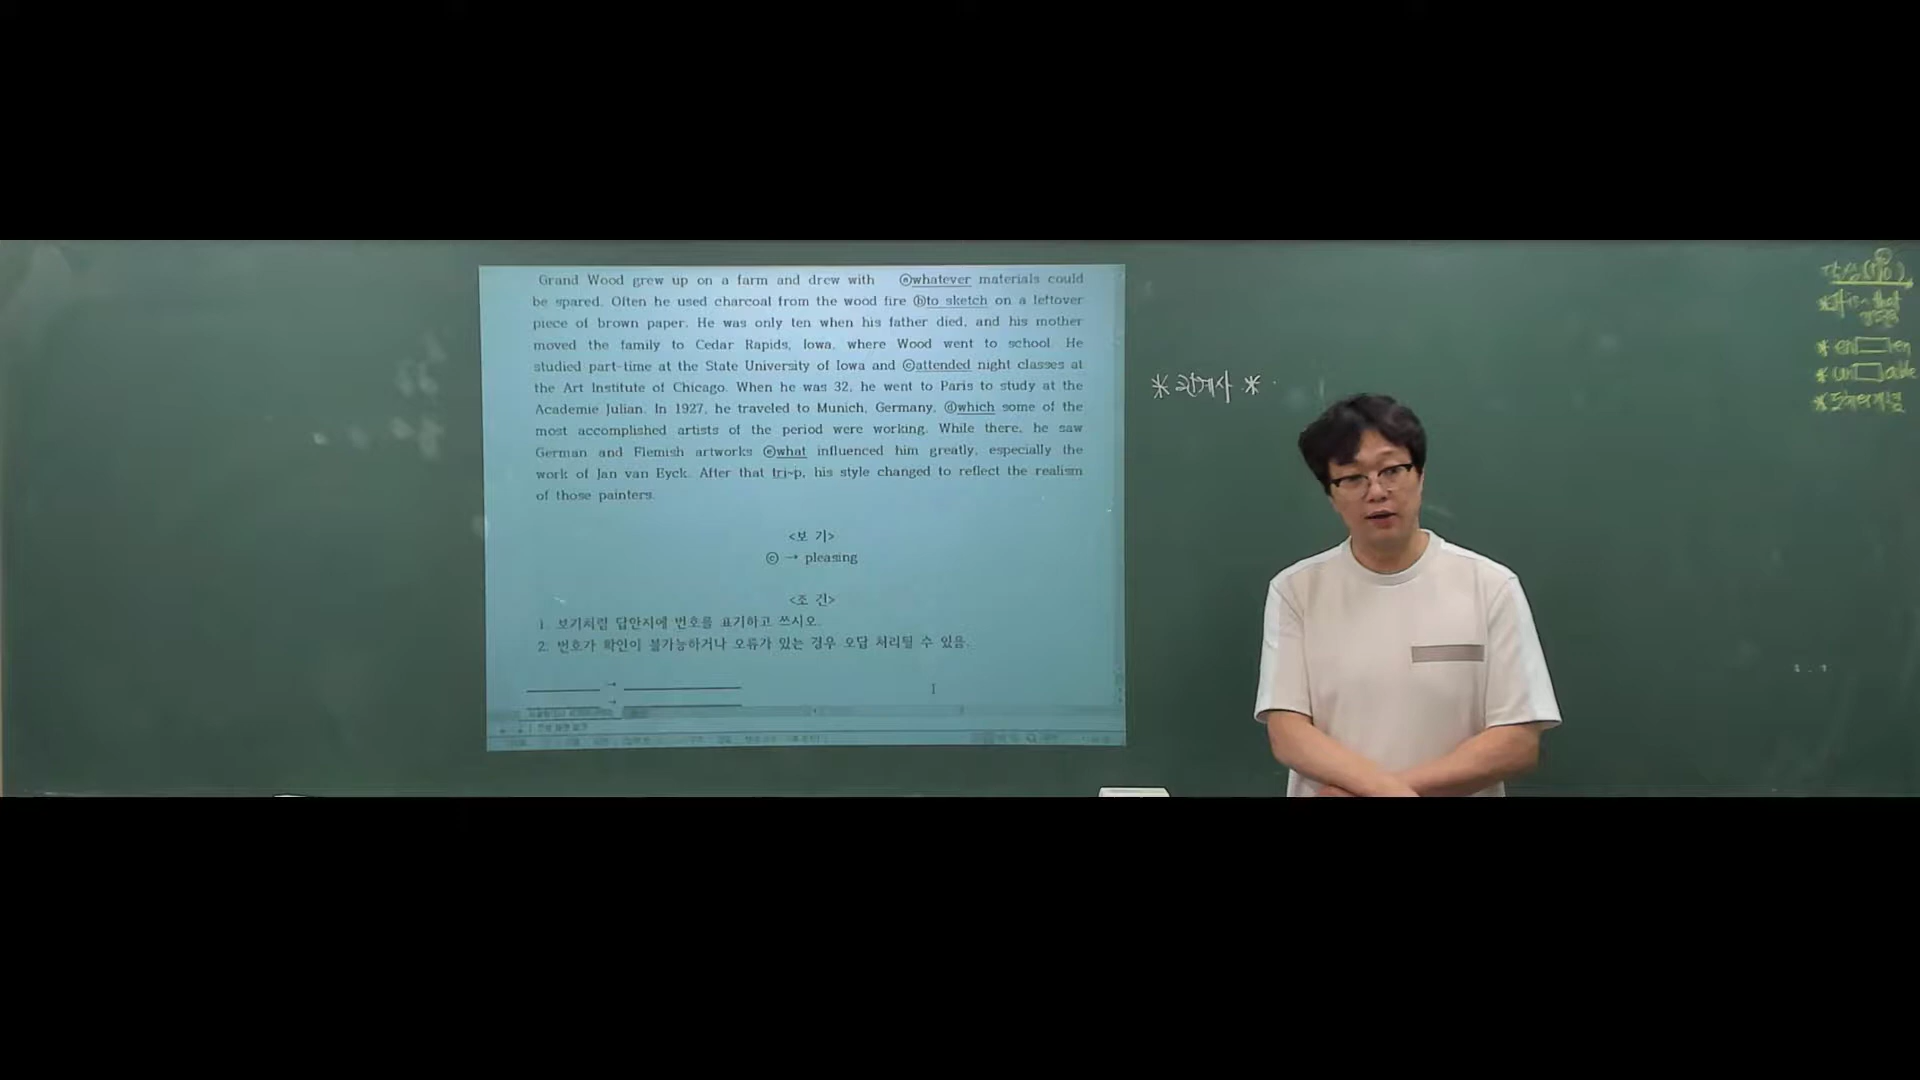 Grand Wood grew up on a farm and drew with ⓐwhatever materials could
be spared. Often he used charcoal from the wood fire ⓑto sketch on a leftover
piece of brown paper. He was only ten when his father died, and his mother
moved the family to Cedar Rapids, Iowa, where Wood went to school. He
studied part-time at the State University of Iowa and ⓒattended night classes at
the Art Institute of Chicago. When he was 32, he went to Paris to study at the
Academie Julian. In 1927, he traveled to Munich, Germany, ⓓwhich some of the
most accomplished artists of the period were working. While there, he saw
German and Flemish artworks ⓔwhat influenced him greatly, especially the
work of Jan van Eyck. After that tri-p, his style changed to reflect the realism
of those painters.
<보 기>
ⓒ → pleasing
<조 건>
1. 보기처럼 답안지에 번호를 표기하고 쓰시오.
2. 번호가 확인이 불가능하거나 오류가 있는 경우 오답 처리될 수 있음.
→
→
* 관계사 *
* en□en
* un□able
* 5개의 개념